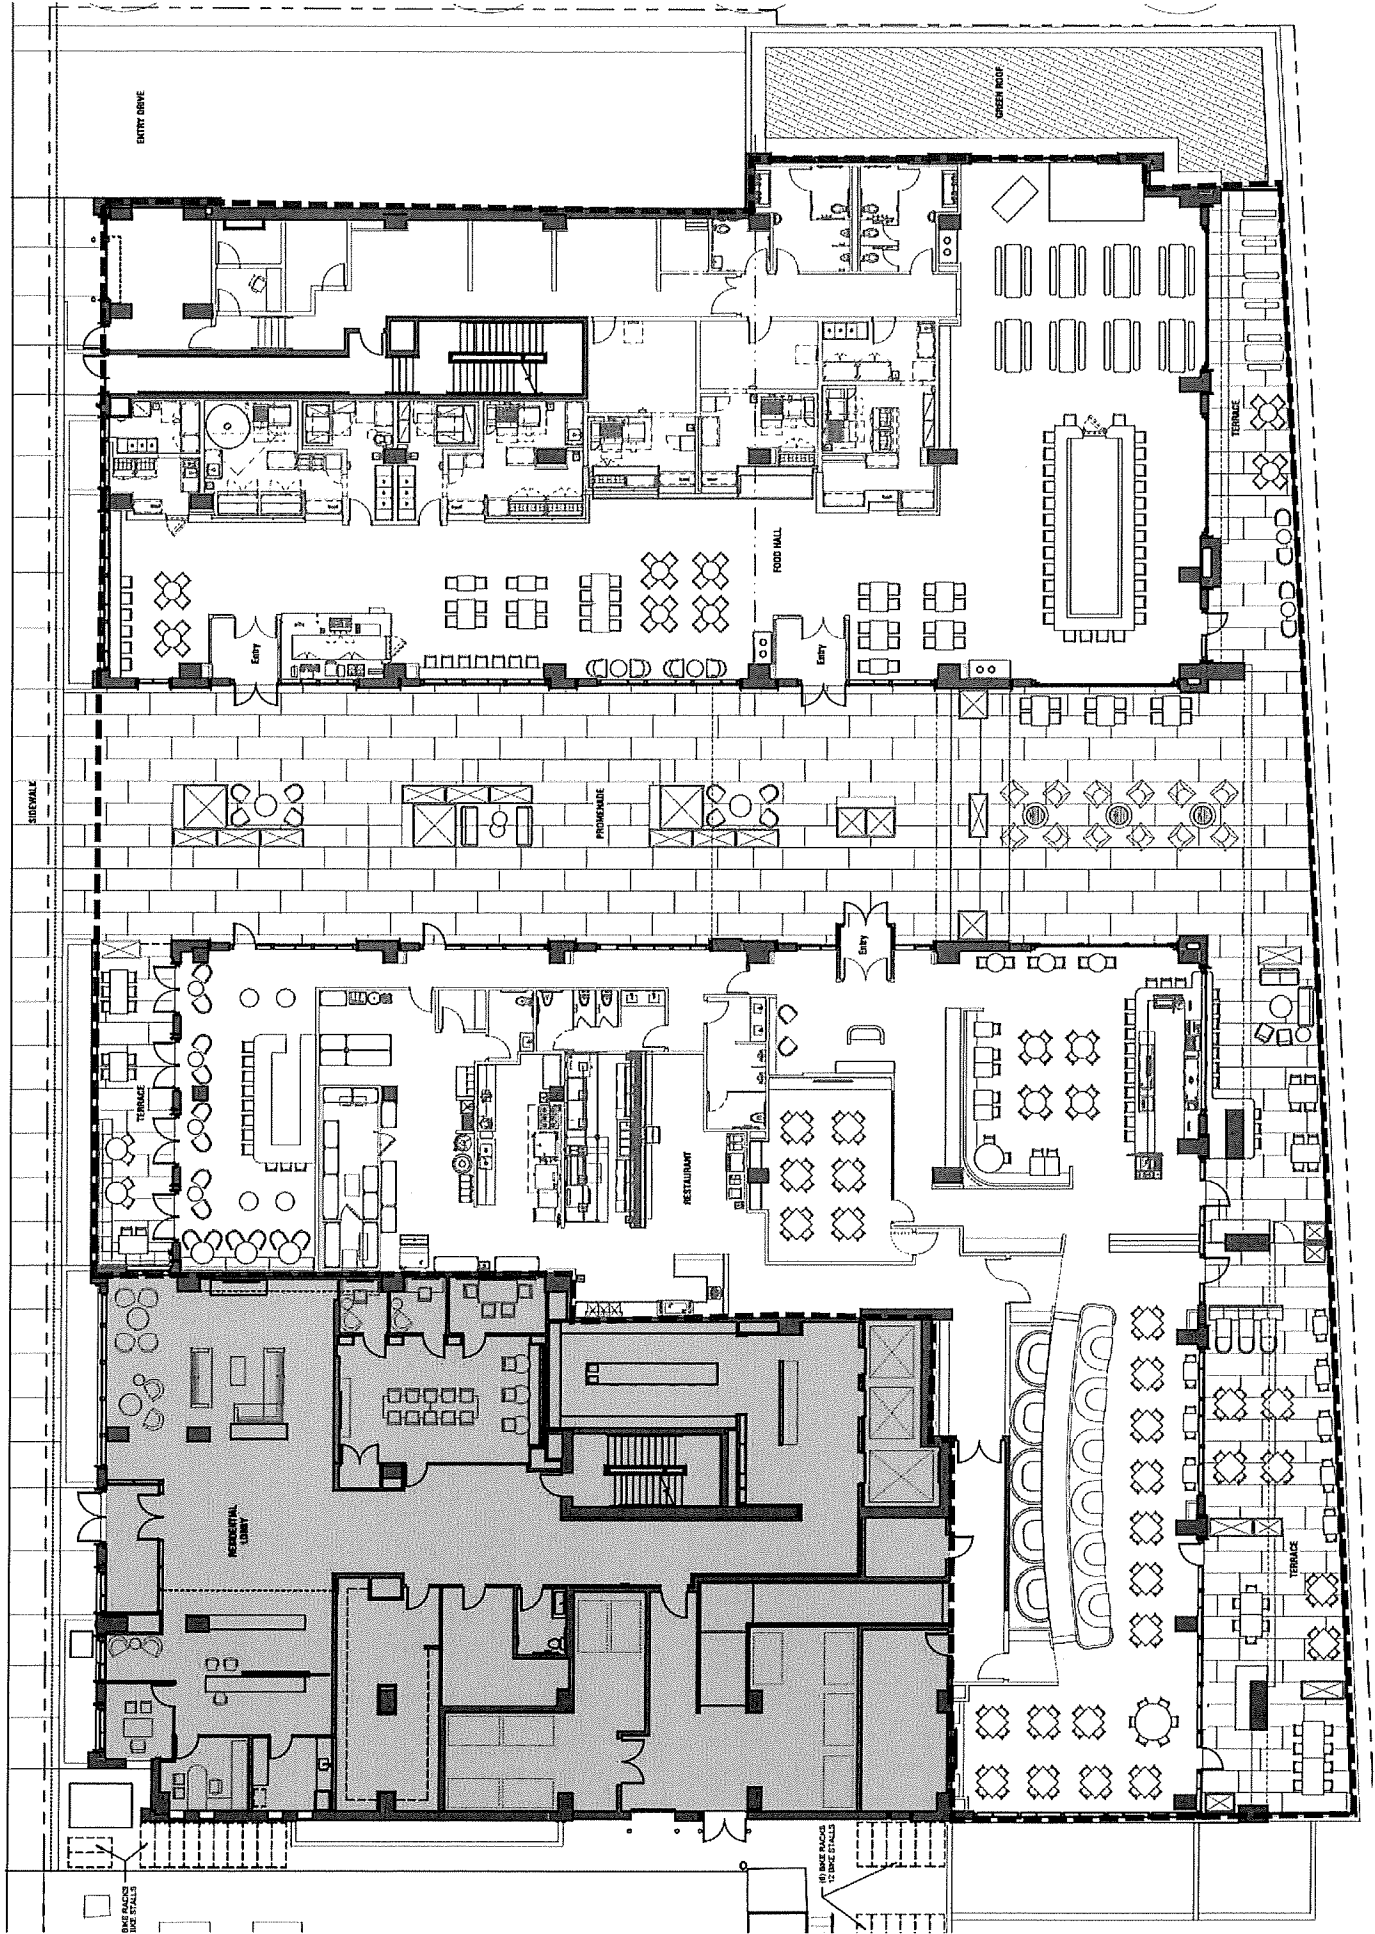 ENTRY DRIVE
GREEN ROOF
TERRACE
FOOD HALL
Entry
Entry
SIDEWALK
PROMENADE
Entry
TERRACE
RESTAURANT
RESIDENTIAL
LOBBY
TERRACE
BIKE RACKS
BIKE STALLS
(6) BIKE RACKS
12 BIKE STALLS